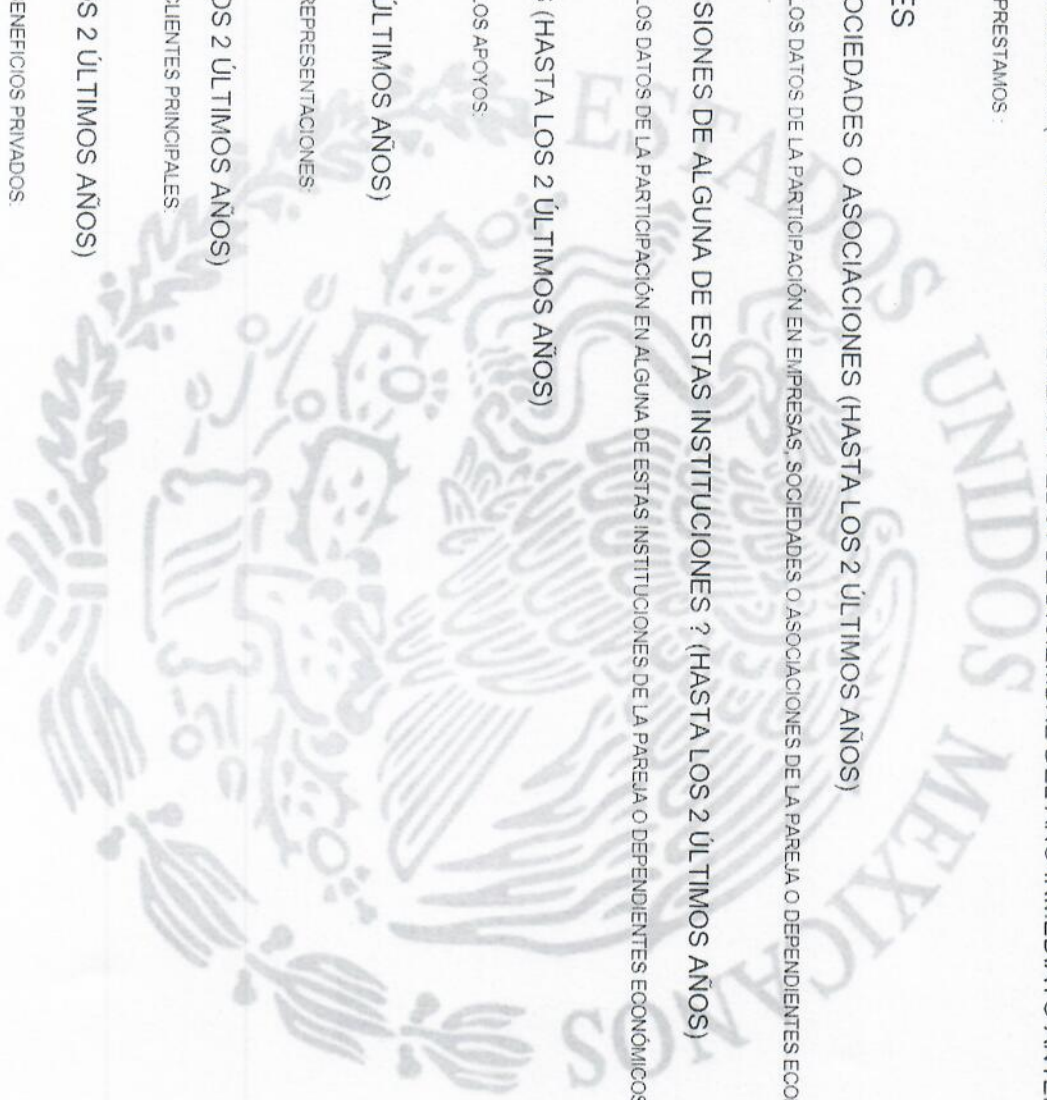 PRESTAMOS :
ES
OCIEDADES O ASOCIACIONES (HASTA LOS 2 ÚLTIMOS AÑOS)
LOS DATOS DE LA PARTICIPACIÓN EN EMPRESAS, SOCIEDADES O ASOCIACIONES DE LA PAREJA O DEPENDIENTES ECO
SIONES DE ALGUNA DE ESTAS INSTITUCIONES ? (HASTA LOS 2 ÚLTIMOS AÑOS)
LOS DATOS DE LA PARTICIPACIÓN EN ALGUNA DE ESTAS INSTITUCIONES DE LA PAREJA O DEPENDIENTES ECONÓMICOS
S (HASTA LOS 2 ÚLTIMOS AÑOS)
LOS APOYOS:
ÚLTIMOS AÑOS)
REPRESENTACIONES:
OS 2 ÚLTIMOS AÑOS)
CLIENTES PRINCIPALES:
OS 2 ÚLTIMOS AÑOS)
ENEFICIOS PRIVADOS:
ESTADOS UNIDOS MEXICANOS